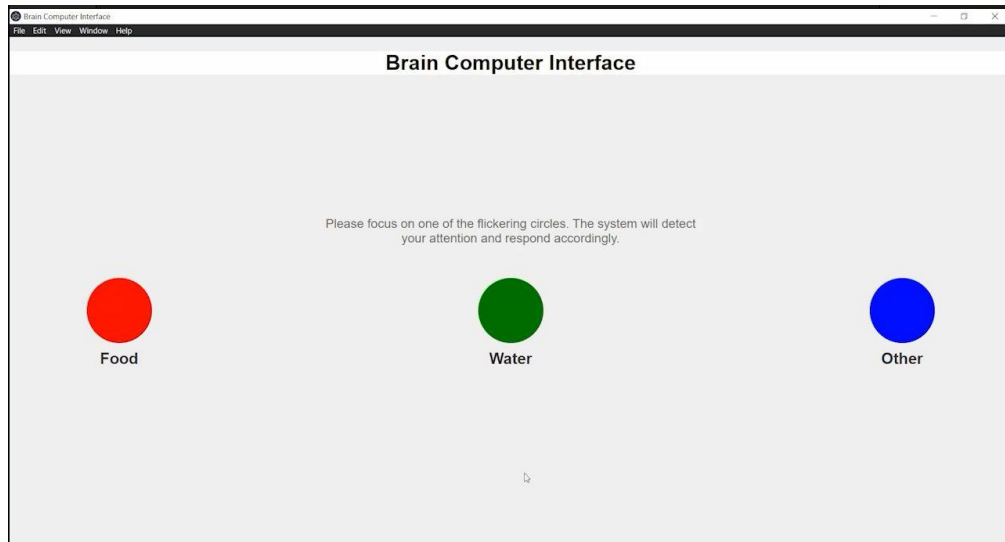 Brain Computer Interface
File Edit View Window Help
Brain Computer Interface
Please focus on one of the flickering circles. The system will detect
your attention and respond accordingly.
Food
Water
Other